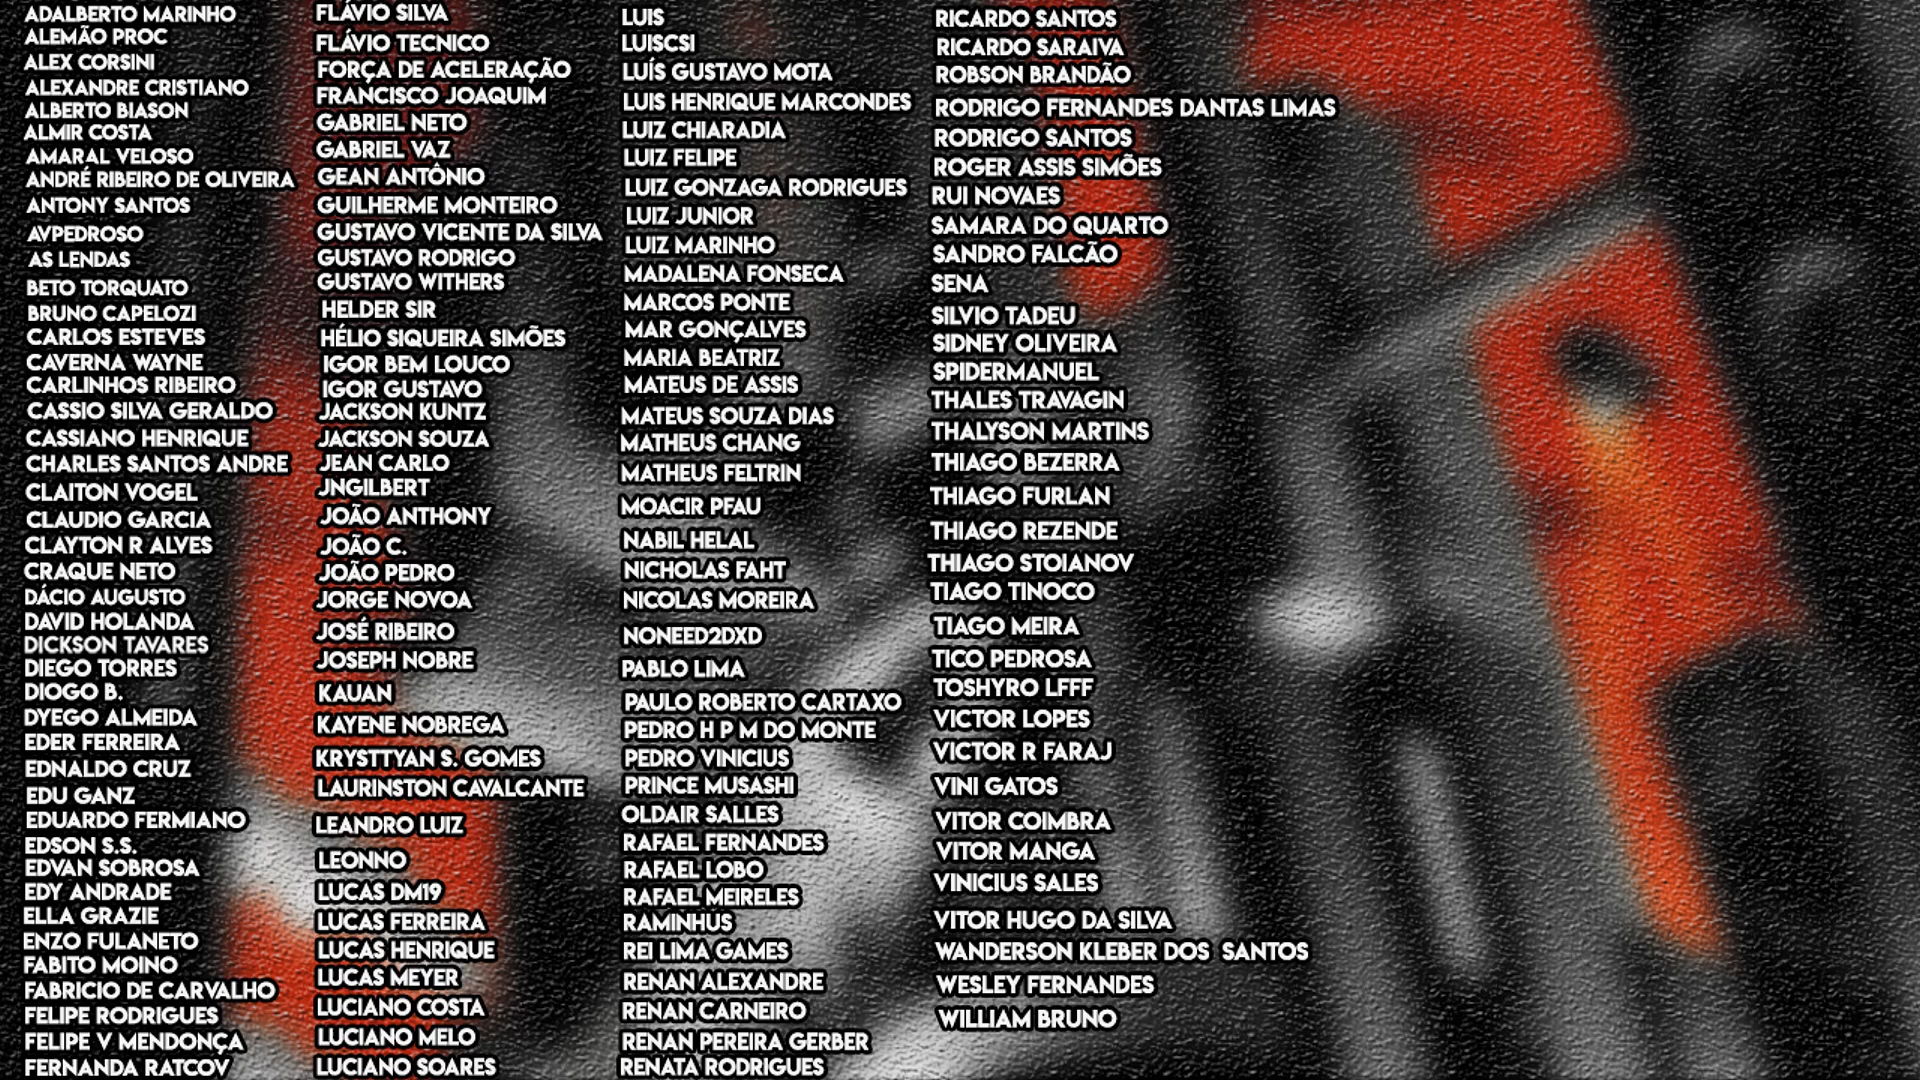 ADALBERTO MARINHO
ALEMÃO PROC
ALEX CORSINI
ALEXANDRE CRISTIANO
ALBERTO BIASON
ALMIR COSTA
AMARAL VELOSO
ANDRÉ RIBEIRO DE OLIVEIRA
ANTONY SANTOS
AVPEDROSO
AS LENDAS
BETO TORQUATO
BRUNO CAPELOZI
CARLOS ESTEVES
CAVERNA WAYNE
CARLINHOS RIBEIRO
CASSIO SILVA GERALDO
CASSIANO HENRIQUE
CHARLES SANTOS ANDRE
CLAITON VOGEL
CLAUDIO GARCIA
CLAYTON R ALVES
CRAQUE NETO
DÁCIO AUGUSTO
DAVID HOLANDA
DICKSON TAVARES
DIEGO TORRES
DIOGO B.
DYEGO ALMEIDA
EDER FERREIRA
EDNALDO CRUZ
EDU GANZ
EDUARDO FERMIANO
EDSON S.S.
EDVAN SOBROSA
EDY ANDRADE
ELLA GRAZIE
ENZO FULANETO
FABITO MOINO
FABRICIO DE CARVALHO
FELIPE RODRIGUES
FELIPE V MENDONÇA
FERNANDA RATCOV
FLÁVIO SILVA
FLÁVIO TECNICO
FORÇA DE ACELERAÇÃO
FRANCISCO JOAQUIM
GABRIEL NETO
GABRIEL VAZ
GEAN ANTÔNIO
GUILHERME MONTEIRO
GUSTAVO VICENTE DA SILVA
GUSTAVO RODRIGO
GUSTAVO WITHERS
HELDER SIR
HÉLIO SIQUEIRA SIMÕES
IGOR BEM LOUCO
IGOR GUSTAVO
JACKSON KUNTZ
JACKSON SOUZA
JEAN CARLO
JNGILBERT
JOÃO ANTHONY
JOÃO C.
JOÃO PEDRO
JORGE NOVOA
JOSÉ RIBEIRO
JOSEPH NOBRE
KAUAN
KAYENE NOBREGA
KRYSTTYAN S. GOMES
LAURINSTON CAVALCANTE
LEANDRO LUIZ
LEONNO
LUCAS DM19
LUCAS FERREIRA
LUCAS HENRIQUE
LUCAS MEYER
LUCIANO COSTA
LUCIANO MELO
LUCIANO SOARES
LUIS
LUISCSI
LUÍS GUSTAVO MOTA
LUIS HENRIQUE MARCONDES
LUIZ CHIARADIA
LUIZ FELIPE
LUIZ GONZAGA RODRIGUES
LUIZ JUNIOR
LUIZ MARINHO
MADALENA FONSECA
MARCOS PONTE
MAR GONÇALVES
MARIA BEATRIZ
MATEUS DE ASSIS
MATEUS SOUZA DIAS
MATHEUS CHANG
MATHEUS FELTRIN
MOACIR PFAU
NABIL HELAL
NICHOLAS FAHT
NICOLAS MOREIRA
NONEED2DXD
PABLO LIMA
PAULO ROBERTO CARTAXO
PEDRO H P M DO MONTE
PEDRO VINICIUS
PRINCE MUSASHI
OLDAIR SALLES
RAFAEL FERNANDES
RAFAEL LOBO
RAFAEL MEIRELES
RAMINHUS
REI LIMA GAMES
RENAN ALEXANDRE
RENAN CARNEIRO
RENAN PEREIRA GERBER
RENATA RODRIGUES
RICARDO SANTOS
RICARDO SARAIVA
ROBSON BRANDÃO
RODRIGO FERNANDES DANTAS LIMAS
RODRIGO SANTOS
ROGER ASSIS SIMÕES
RUI NOVAES
SAMARA DO QUARTO
SANDRO FALCÃO
SENA
SILVIO TADEU
SIDNEY OLIVEIRA
SPIDERMANUEL
THALES TRAVAGIN
THALYSON MARTINS
THIAGO BEZERRA
THIAGO FURLAN
THIAGO REZENDE
THIAGO STOIANOV
TIAGO TINOCO
TIAGO MEIRA
TICO PEDROSA
TOSHYRO LFFF
VICTOR LOPES
VICTOR R FARAJ
VINI GATOS
VITOR COIMBRA
VITOR MANGA
VINICIUS SALES
VITOR HUGO DA SILVA
WANDERSON KLEBER DOS  SANTOS
WESLEY FERNANDES
WILLIAM BRUNO